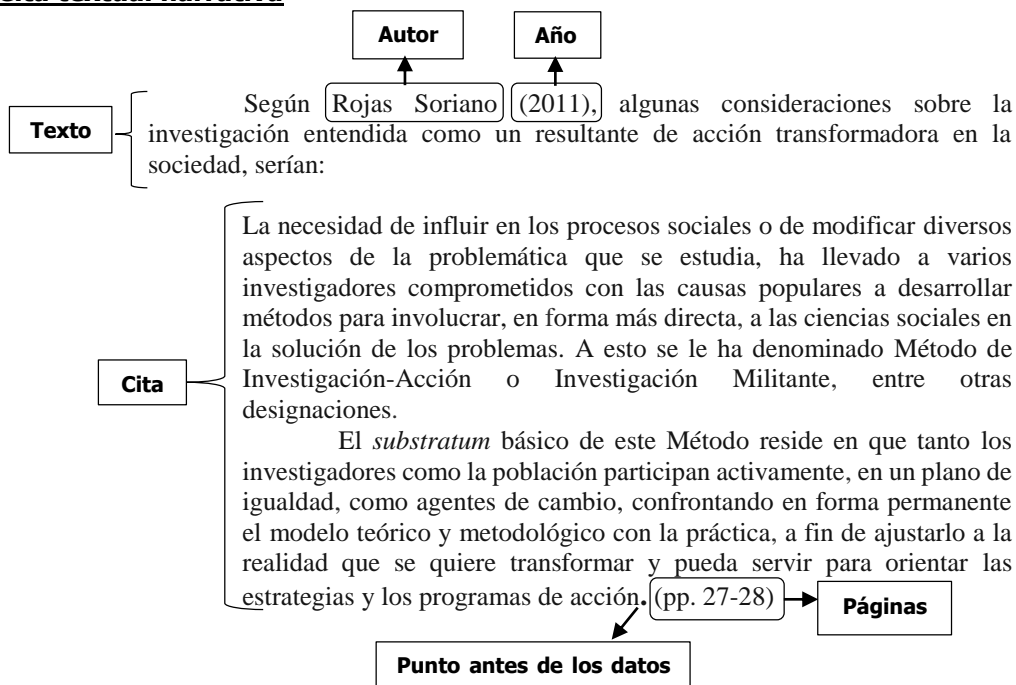 Autor Año
Según Rojas Soriano (2011), algunas consideraciones sobre la
Texto
investigación entendida como un resultante de acción transformadora en la
sociedad, serían:
La necesidad de influir en los procesos sociales o de modificar diversos
aspectos de la problemática que se estudia, ha llevado a varios
investigadores comprometidos con las causas populares a desarrollar
métodos para involucrar, en forma más directa, a las ciencias sociales en
la solución de los problemas. A esto se le ha denominado Método de
Cita
Investigación-Acción o Investigación Militante, entre otras
designaciones.
El substratum básico de este Método reside en que tanto los
investigadores como la población participan activamente, en un plano de
igualdad, como agentes de cambio, confrontando en forma permanente
el modelo teórico y metodológico con la práctica, a fin de ajustarlo a la
realidad que se quiere transformar y pueda servir para orientar las
estrategias y los programas de acción. (pp. 27-28)
Páginas
Punto antes de los datos